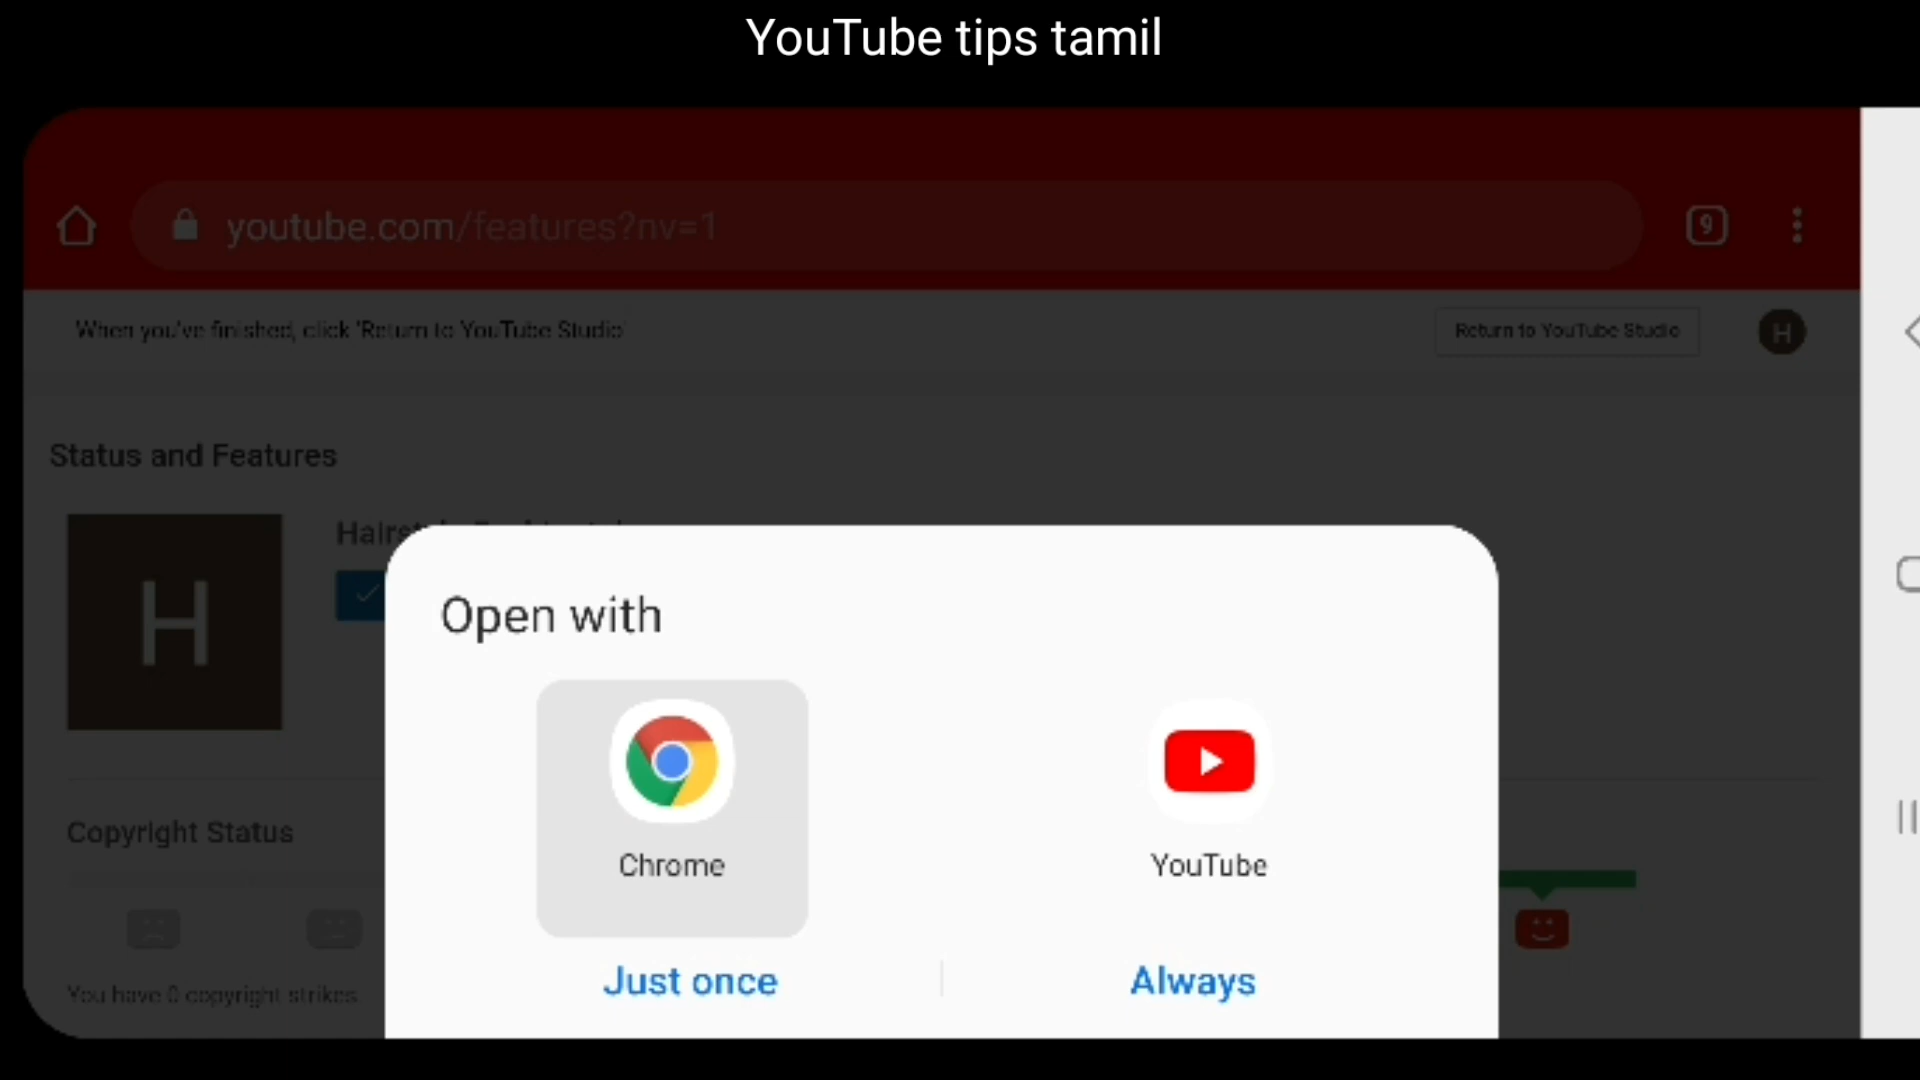 YouTube tips tamil
youtube.com/features?nv=1
9
When you've finished, click 'Return to YouTube Studio'
Return to YouTube Studio
H
Status and Features
H
Open with
Chrome
YouTube
Copyright Status
Just once
Always
You have 0 copyright strikes.